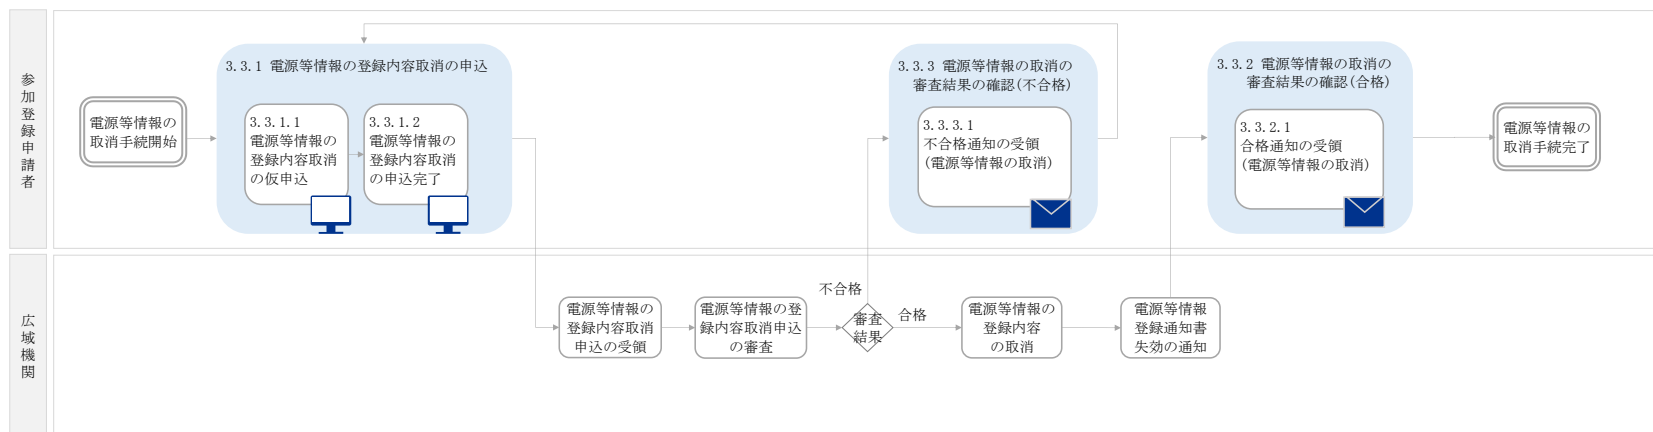 参加登録申請者
電源等情報の
取消手続開始
3.3.1 電源等情報の登録内容取消の申込
3.3.1.1
電源等情報の
登録内容取消
の仮申込
3.3.1.2
電源等情報の
登録内容取消
の申込完了
3.3.3 電源等情報の取消の
審査結果の確認(不合格)
3.3.3.1
不合格通知の受領
(電源等情報の取消)
3.3.2 電源等情報の取消の
審査結果の確認(合格)
3.3.2.1
合格通知の受領
(電源等情報の取消)
電源等情報の
取消手続完了
広域機関
電源等情報の
登録内容取消
申込の受領
電源等情報の登
録内容取消申込
の審査
不合格
審査
結果
合格
電源等情報の
登録内容
の取消
電源等情報
登録通知書
失効の通知